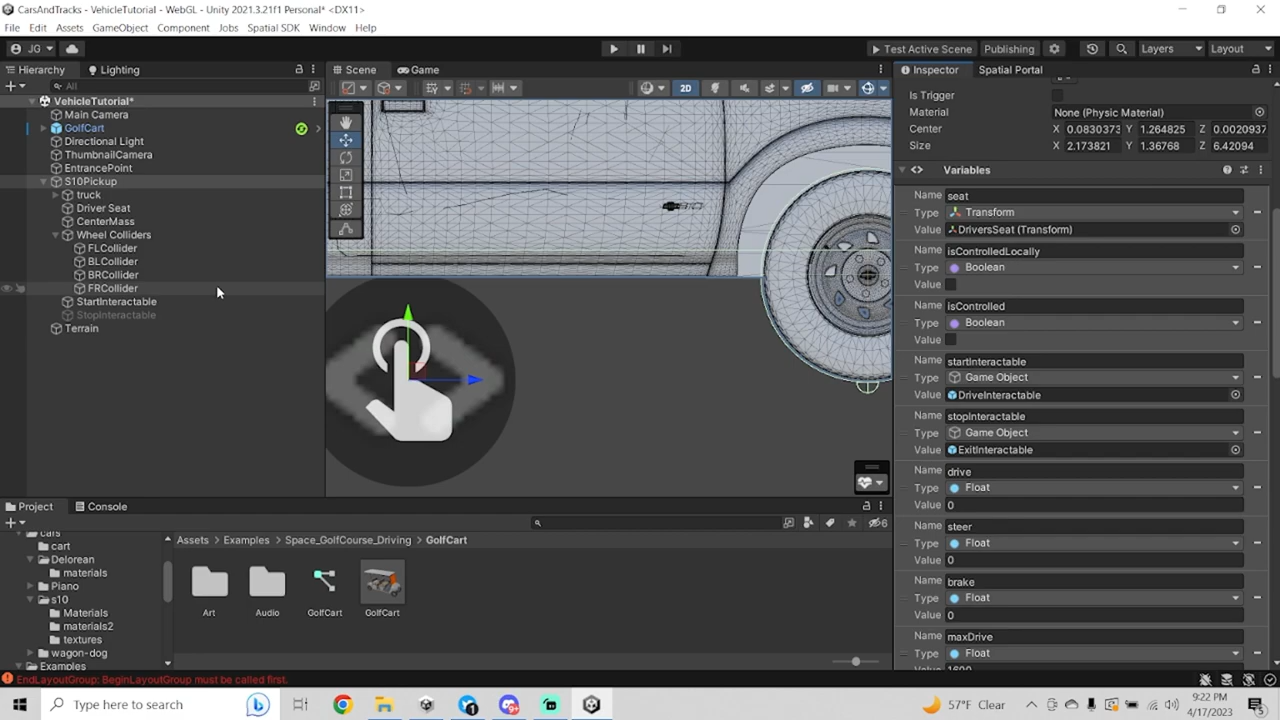 CarsAndTracks - VehicleTutorial - WebGL - Unity 2021.3.21f1 Personal* <DX11>
File Edit Assets GameObject Component Jobs Spatial SDK Window Help
JG Test Active Scene Publishing Layers Layout
Hierarchy Lighting Scene Game Inspector Spatial Portal
All
2D
VehicleTutorial*
Main Camera
GolfCart
Directional Light
ThumbnailCamera
EntrancePoint
S10Pickup
truck
Driver Seat
CenterMass
Wheel Colliders
FLCollider
BLCollider
BRCollider
FRCollider
StartInteractable
StopInteractable
Terrain
Is Trigger
Material None (Physic Material)
Center X 0.0830373 Y 1.264825 Z 0.0020937
Size X 2.173821 Y 1.36768 Z 6.42094
Variables
Name seat
Type Transform
Value DriversSeat (Transform)
Name isControlledLocally
Type Boolean
Value
Name isControlled
Type Boolean
Value
Name startInteractable
Type Game Object
Value DriveInteractable
Name stopInteractable
Type Game Object
Value ExitInteractable
Name drive
Type Float
Value 0
Name steer
Type Float
Value 0
Name brake
Type Float
Value 0
Name maxDrive
Type Float
Value 1600
Project Console
6
cars
cart
Delorean
materials
Piano
s10
Materials
materials2
textures
wagon-dog
Examples
Assets > Examples > Space_GolfCourse_Driving > GolfCart
Art Audio GolfCart GolfCart
EndLayoutGroup: BeginLayoutGroup must be called first.
Type here to search
57°F Clear
9:22 PM
4/17/2023